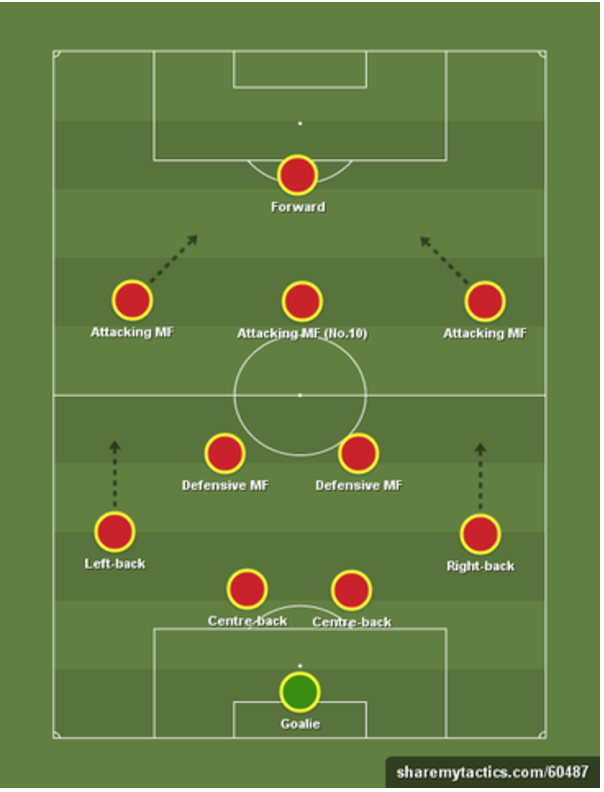 Forward
Attacking MF
Attacking MF (No.10)
Attacking MF
Defensive MF
Defensive MF
Left-back
Right-back
Centre-back
Centre-back
Goalie
sharemytactics.com/60487